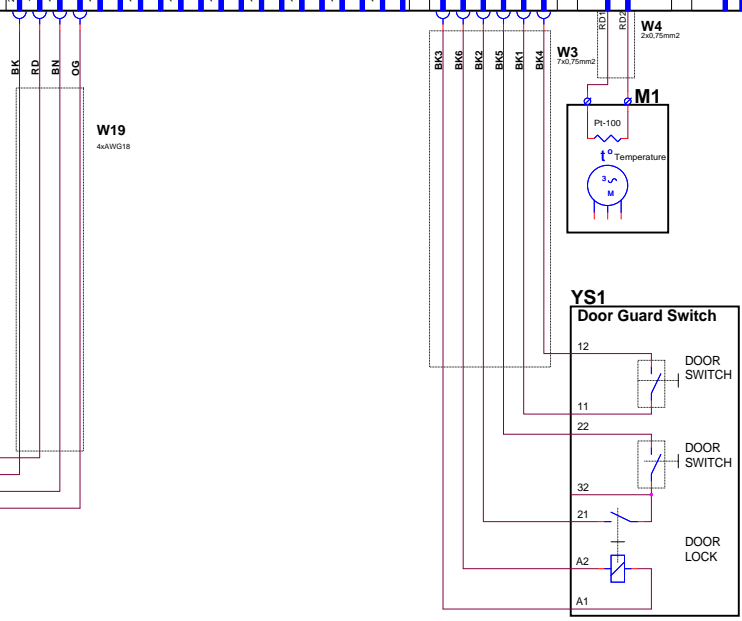 BK
RD
BN
OG
W19
4xAWG18
BK3
BK6
BK2
BK5
BK1
BK4
W3
7x0,75mm2
RD1
RD2
W4
2x0,75mm2
M1
Pt-100
t°
Temperature
3
M
YS1
Door Guard Switch
12
DOOR
SWITCH
11
22
DOOR
SWITCH
32
21
DOOR
LOCK
A2
A1